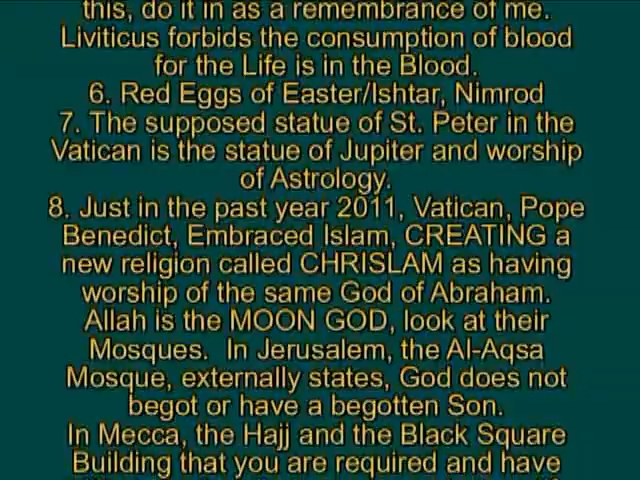 this, do it in as a remembrance of me.
Liviticus forbids the consumption of blood
for the Life is in the Blood.
6. Red Eggs of Easter/Ishtar, Nimrod
7. The supposed statue of St. Peter in the
Vatican is the statue of Jupiter and worship
of Astrology.
8. Just in the past year 2011, Vatican, Pope
Benedict, Embraced Islam, CREATING a
new religion called CHRISLAM as having
worship of the same God of Abraham.
Allah is the MOON GOD, look at their
Mosques.  In Jerusalem, the Al-Aqsa
Mosque, externally states, God does not
begot or have a begotten Son.
In Mecca, the Hajj and the Black Square
Building that you are required and have